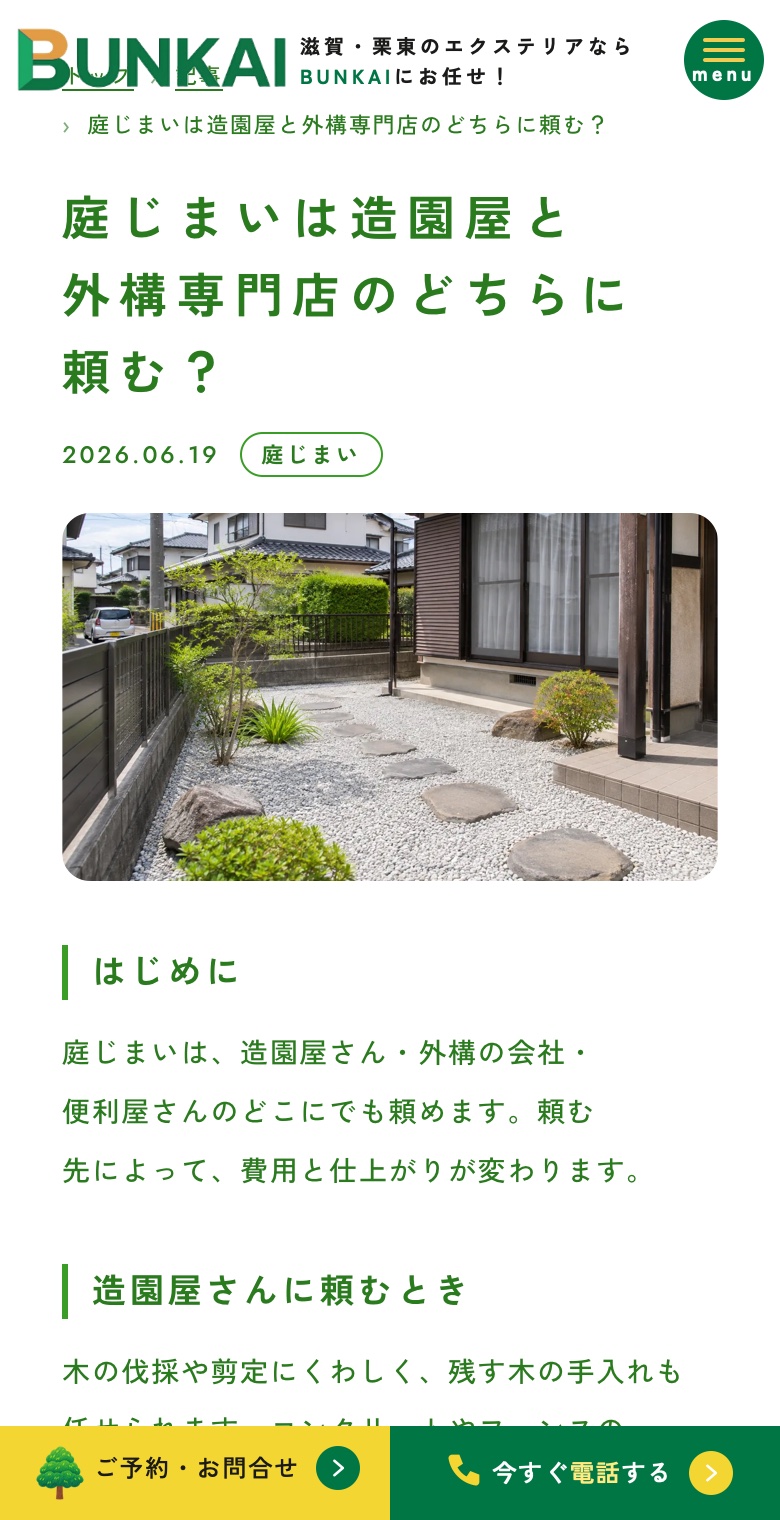 BUNKAI
滋賀・栗東のエクステリアなら
BUNKAIにお任せ！
menu
› 庭じまいは造園屋と外構専門店のどちらに頼む？
庭じまいは造園屋と
外構専門店のどちらに
頼む？
2026.06.19
庭じまい
はじめに
庭じまいは、造園屋さん・外構の会社・
便利屋さんのどこにでも頼めます。頼む
先によって、費用と仕上がりが変わります。
造園屋さんに頼むとき
木の伐採や剪定にくわしく、残す木の手入れも
ご予約・お問合せ
今すぐ電話する